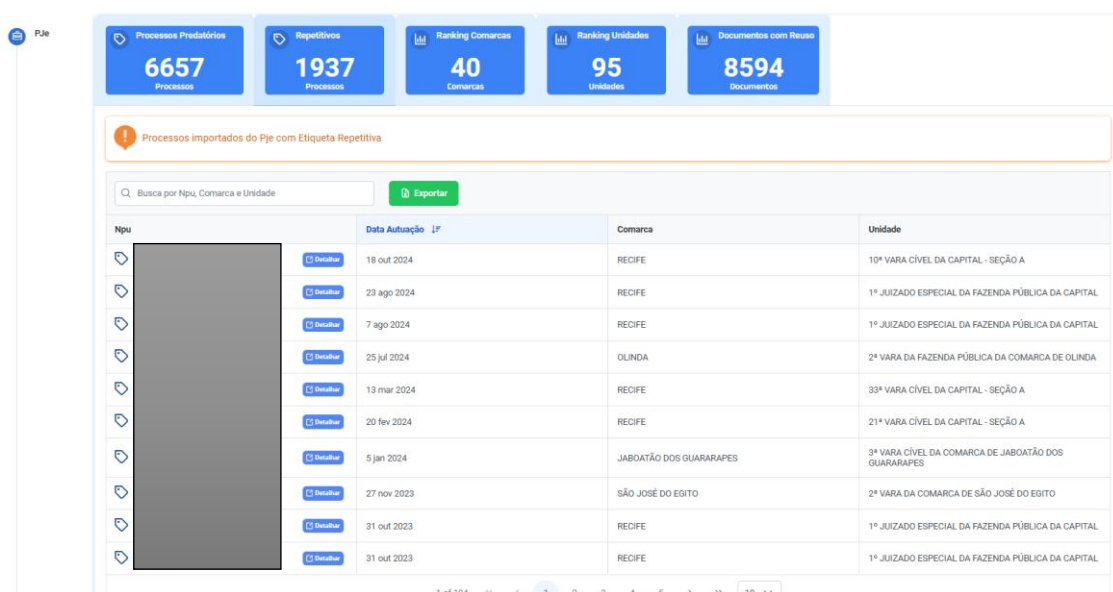 PJe
Processos Predatórios
6657
Processos
Repetitivos
1937
Processos
Ranking Comarcas
40
Comarcas
Ranking Unidades
95
Unidades
Documentos com Reuso
8594
Documentos
Processos importados do Pje com Etiqueta Repetitiva
Busca por Npu, Comarca e Unidade
Exportar
Npu Data Autuação Comarca Unidade
Detalhar 18 out 2024 RECIFE 10ª VARA CÍVEL DA CAPITAL - SEÇÃO A
Detalhar 23 ago 2024 RECIFE 1º JUIZADO ESPECIAL DA FAZENDA PÚBLICA DA CAPITAL
Detalhar 7 ago 2024 RECIFE 1º JUIZADO ESPECIAL DA FAZENDA PÚBLICA DA CAPITAL
Detalhar 25 jul 2024 OLINDA 2ª VARA DA FAZENDA PÚBLICA DA COMARCA DE OLINDA
Detalhar 13 mar 2024 RECIFE 33ª VARA CÍVEL DA CAPITAL - SEÇÃO A
Detalhar 20 fev 2024 RECIFE 21ª VARA CÍVEL DA CAPITAL - SEÇÃO A
Detalhar 5 jan 2024 JABOATÃO DOS GUARARAPES 3ª VARA CÍVEL DA COMARCA DE JABOATÃO DOS
GUARARAPES
Detalhar 27 nov 2023 SÃO JOSÉ DO EGITO 2ª VARA DA COMARCA DE SÃO JOSÉ DO EGITO
Detalhar 31 out 2023 RECIFE 1º JUIZADO ESPECIAL DA FAZENDA PÚBLICA DA CAPITAL
Detalhar 31 out 2023 RECIFE 1º JUIZADO ESPECIAL DA FAZENDA PÚBLICA DA CAPITAL